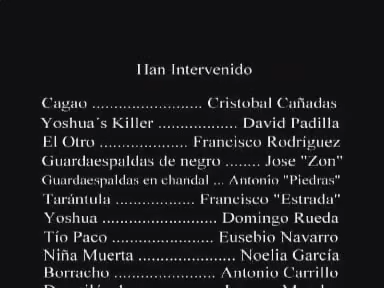 Han Intervenido
Cagao ......................... Cristobal Cañadas
Yoshua´s Killer .................. David Padilla
El Otro .................... Francisco Rodríguez
Guardaespaldas de negro ........ Jose "Zon"
Guardaespaldas en chandal ... Antonio "Piedras"
Tarántula ................... Francisco "Estrada"
Yoshua .......................... Domingo Rueda
Tío Paco ....................... Eusebio Navarro
Niña Muerta .................. Noelia García
Borracho ....................... Antonio Carrillo